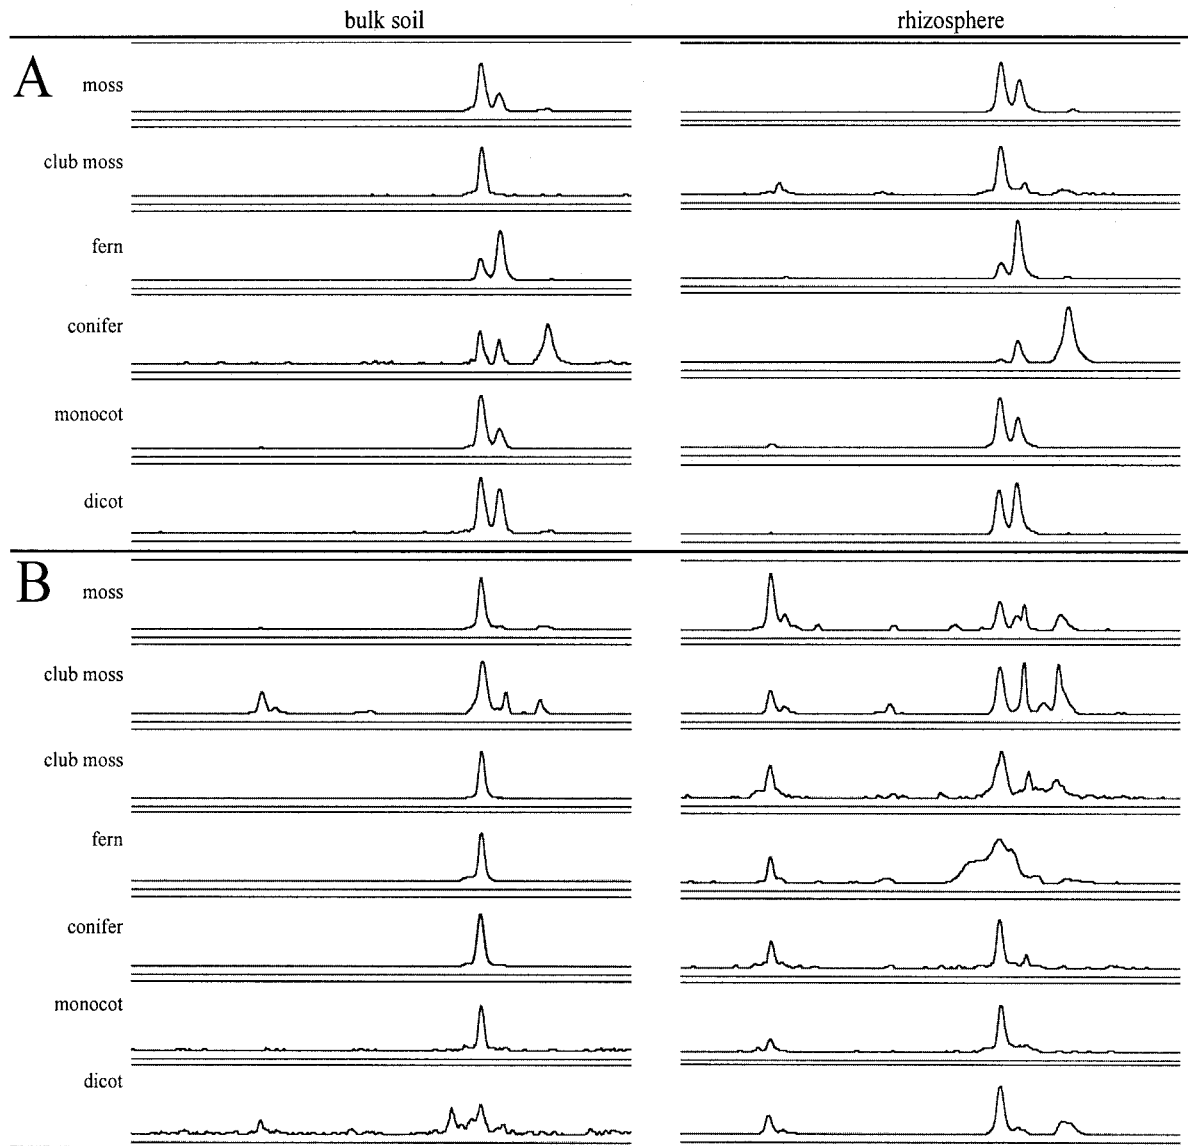 bulk soil rhizosphere
A
moss
club moss
fern
conifer
monocot
dicot
B
moss
club moss
club moss
fern
conifer
monocot
dicot